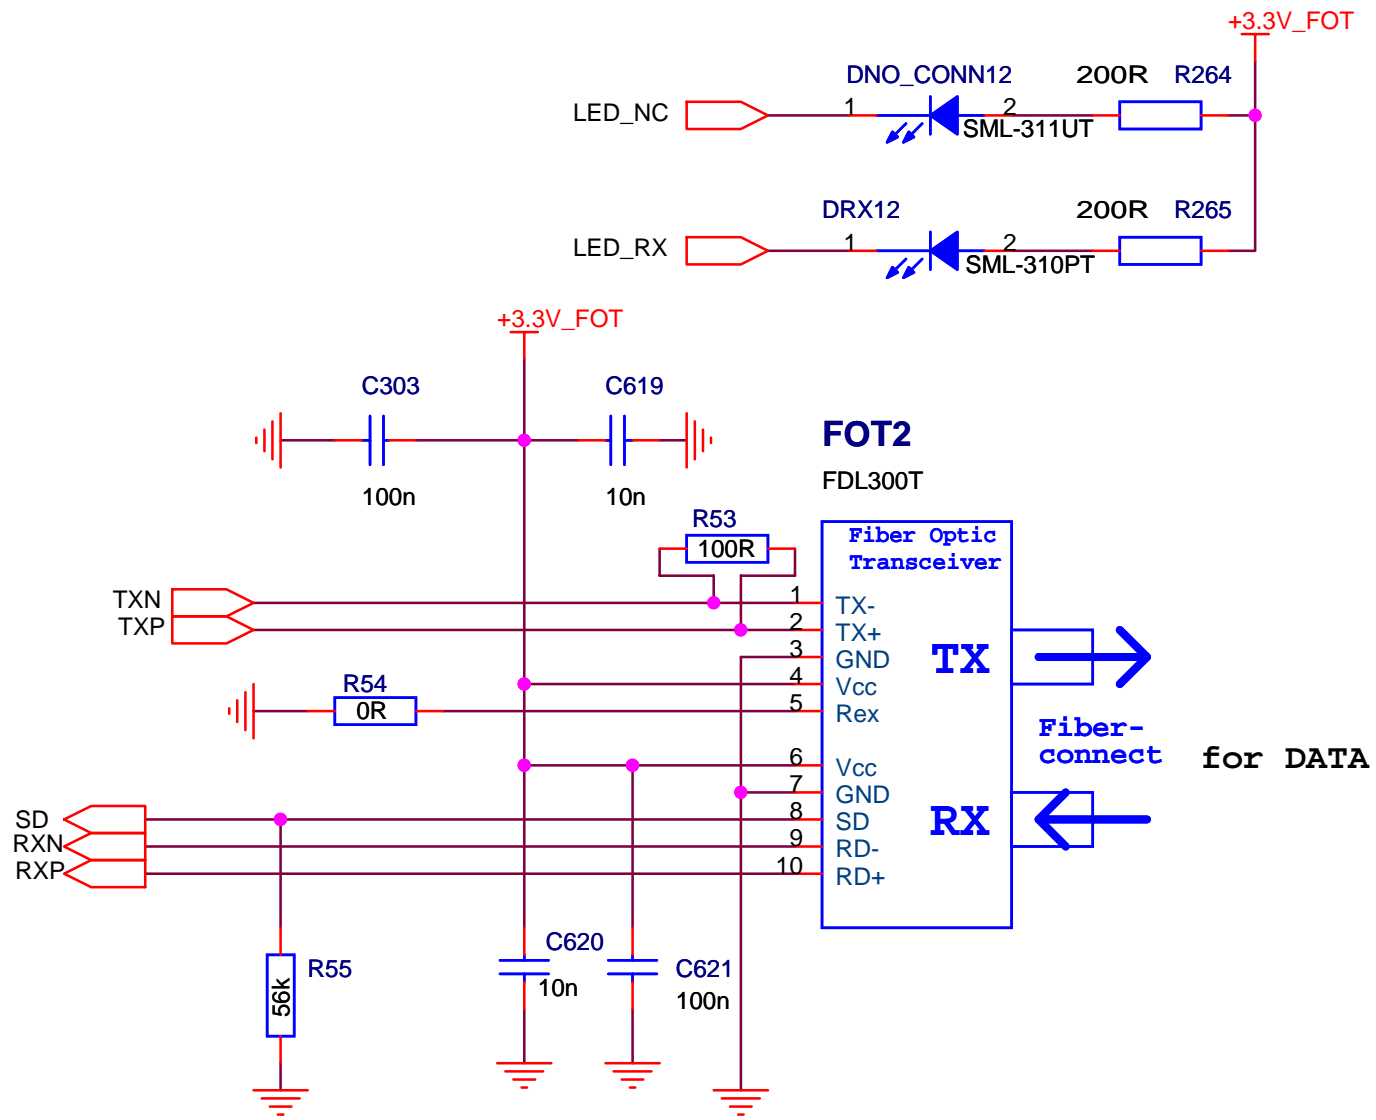 +3.3V_FOT
DNO_CONN12
200R
R264
LED_NC
1
2
SML-311UT
DRX12
200R
R265
LED_RX
1
2
SML-310PT
+3.3V_FOT
C303
C619
100n
10n
FOT2
FDL300T
R53
100R
Fiber Optic
Transceiver
TXN
1
TX-
TXP
2
TX+
3
GND
TX
R54
0R
4
Vcc
5
Rex
Fiber-
connect
for DATA
6
Vcc
7
GND
SD
8
SD
RX
RXN
9
RD-
RXP
10
RD+
C620
10n
C621
100n
R55
56k